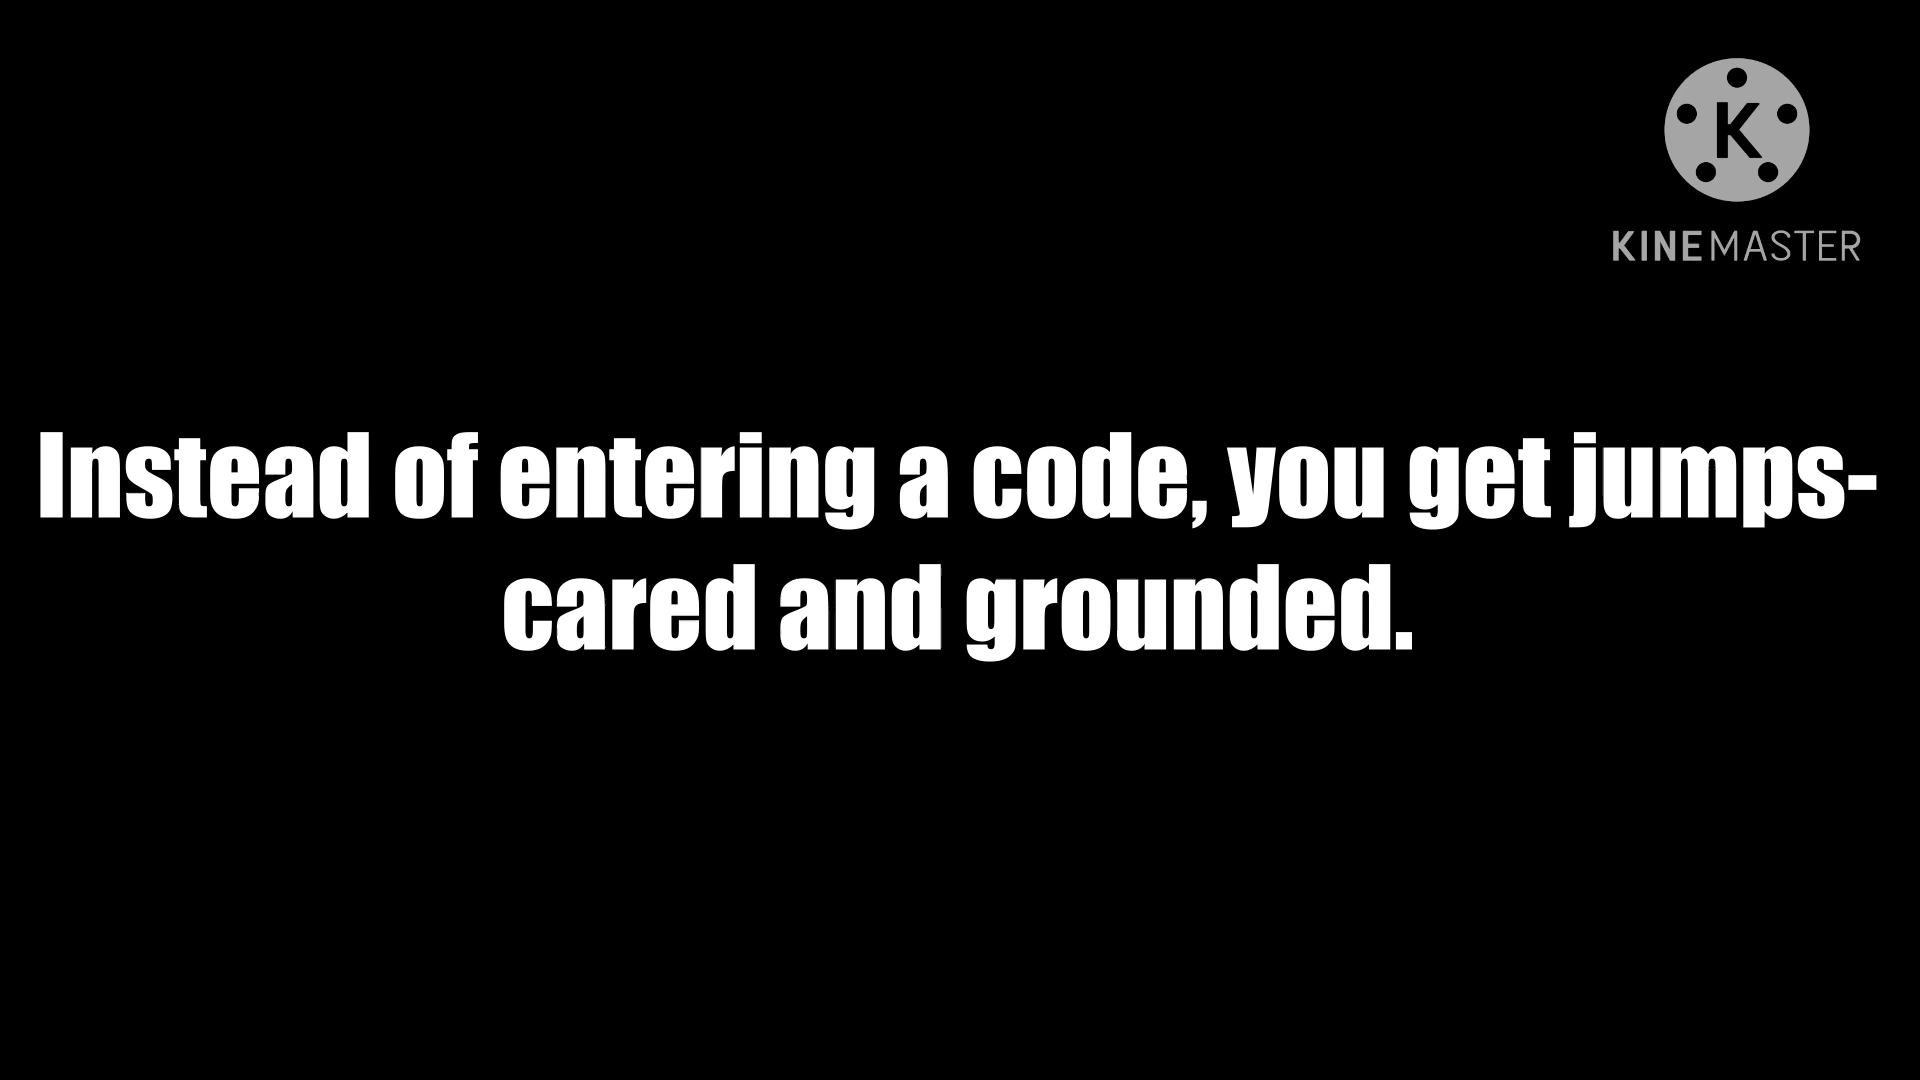 K
KINEMASTER
Instead of entering a code, you get jumps-
cared and grounded.